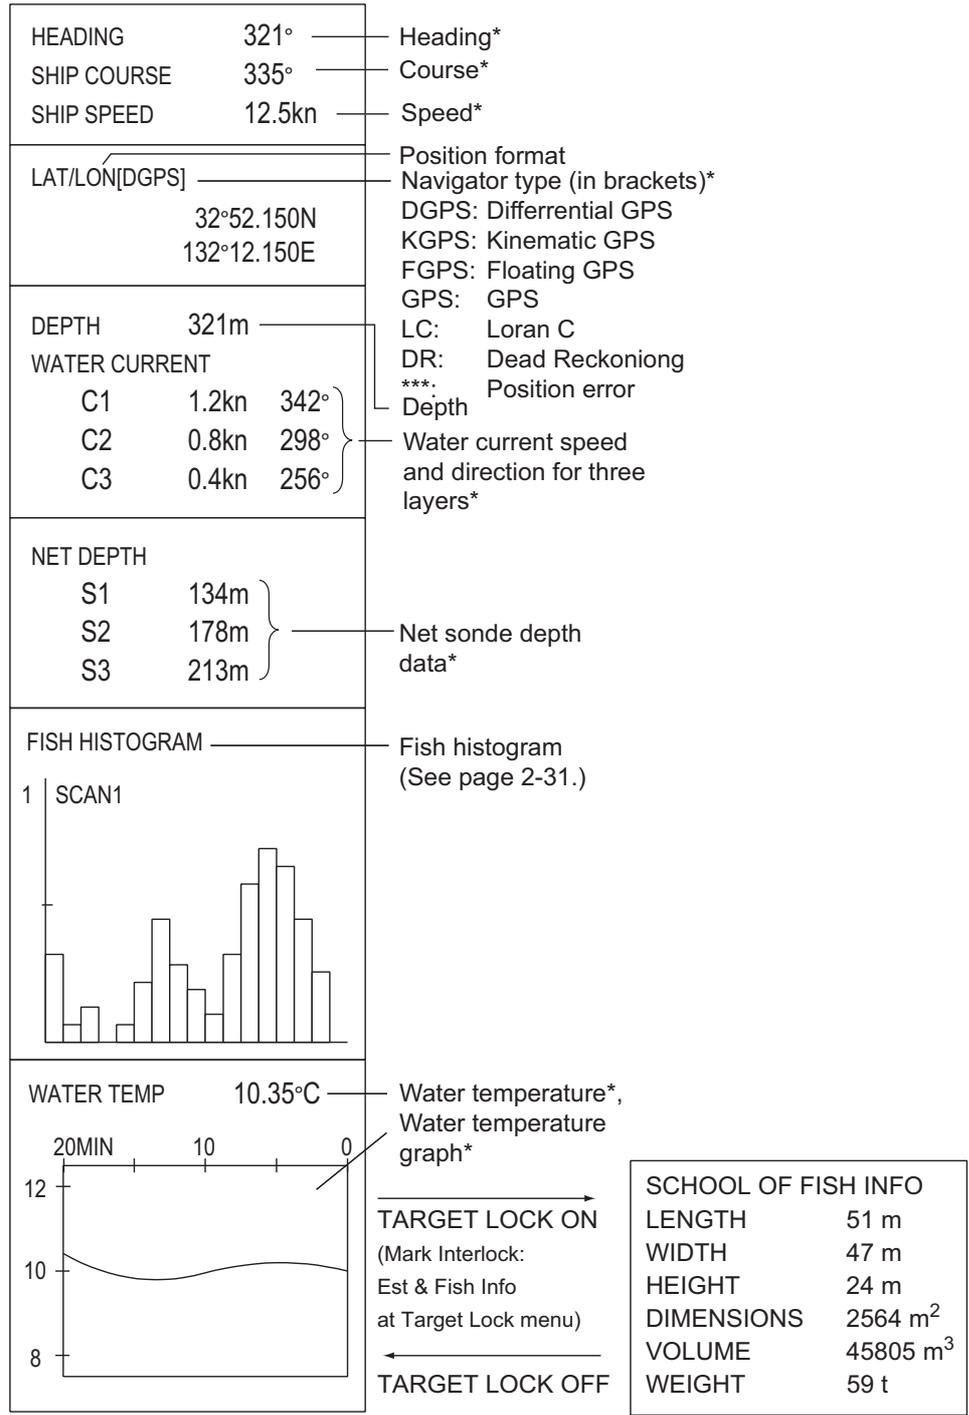 HEADING 321° Heading*
SHIP COURSE 335° Course*
SHIP SPEED 12.5kn Speed*
Position format
LAT/LON[DGPS] Navigator type (in brackets)*
DGPS: Differrential GPS
32°52.150N
KGPS: Kinematic GPS
132°12.150E
FGPS: Floating GPS
GPS: GPS
DEPTH 321m
LC: Loran C
WATER CURRENT
DR: Dead Reckoniong
***: Position error
Depth
C1 1.2kn 342°
C2 0.8kn 298°
C3 0.4kn 256°
Water current speed
and direction for three
layers*
NET DEPTH
S1 134m
S2 178m
S3 213m
Net sonde depth
data*
FISH HISTOGRAM
Fish histogram
(See page 2-31.)
1 SCAN1
WATER TEMP 10.35°C
Water temperature*,
Water temperature
graph*
20MIN 10 0
12
10
8
TARGET LOCK ON
(Mark Interlock:
Est & Fish Info
at Target Lock menu)
TARGET LOCK OFF
SCHOOL OF FISH INFO
LENGTH 51 m
WIDTH 47 m
HEIGHT 24 m
DIMENSIONS 2564 m²
VOLUME 45805 m³
WEIGHT 59 t